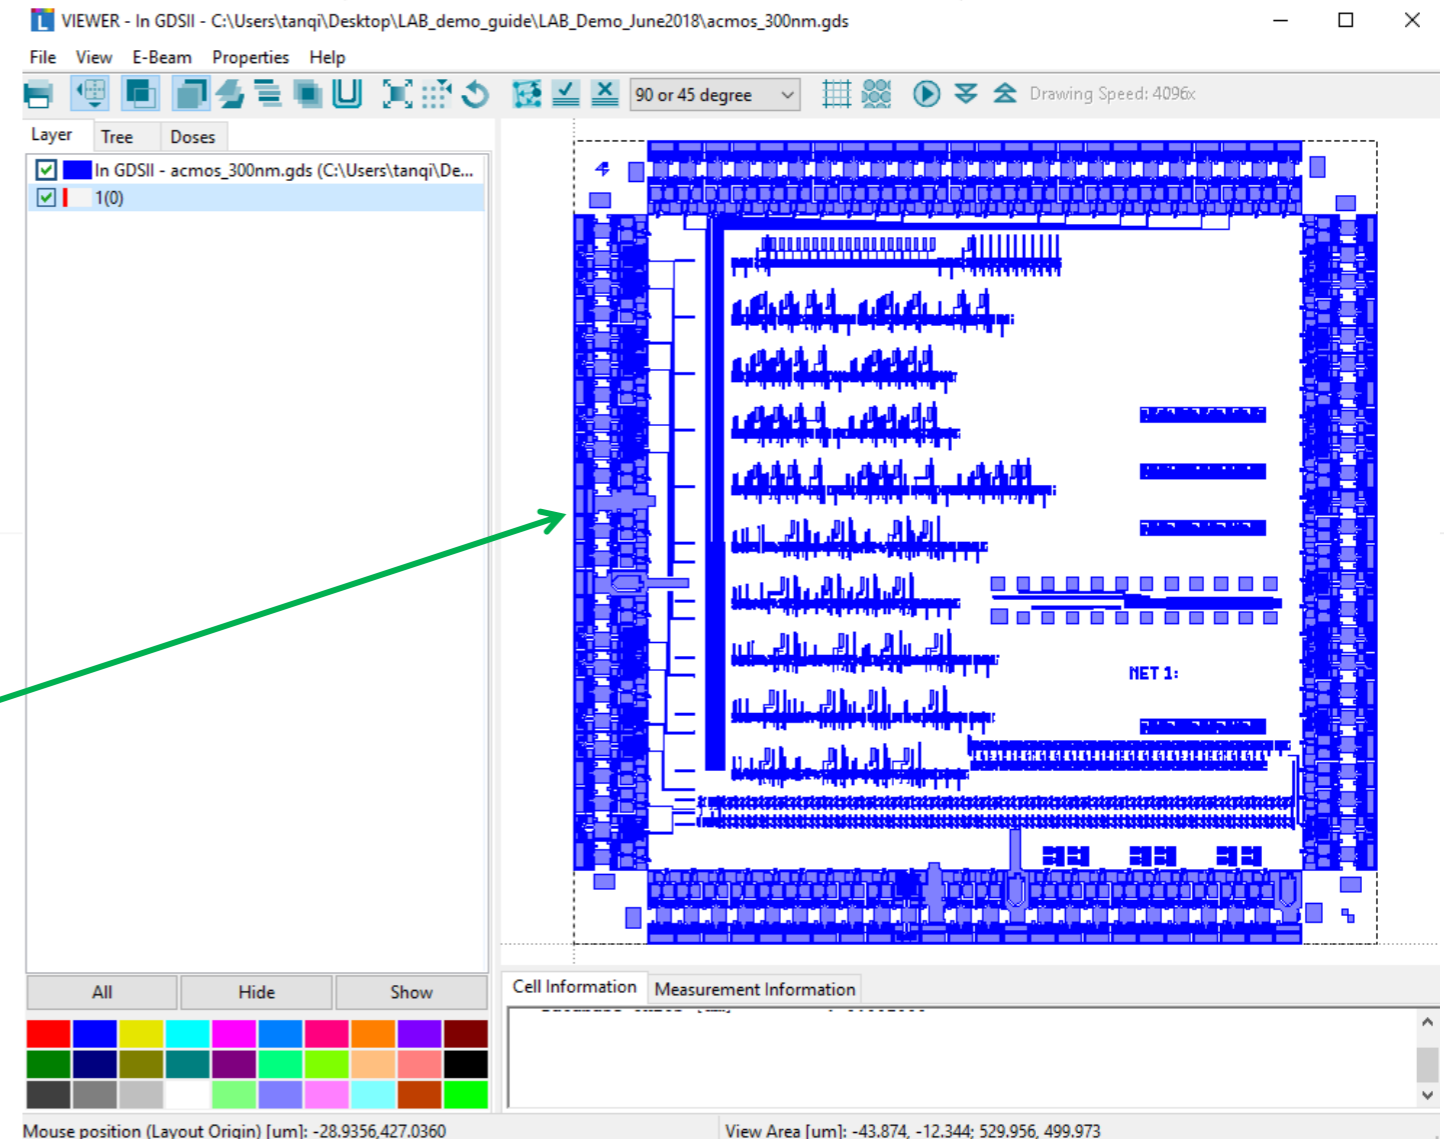 VIEWER - In GDSII - C:\Users\tanqi\Desktop\LAB_demo_guide\LAB_Demo_June2018\acmos_300nm.gds
File View E-Beam Properties Help
90 or 45 degree
Drawing Speed: 4096x
Layer Tree Doses
In GDSII - acmos_300nm.gds (C:\Users\tanqi\De...
1(0)
NET 1:
All Hide Show
Cell Information Measurement Information
Mouse position (Layout Origin) [um]: -28.9356,427.0360
View Area [um]: -43.874, -12.344; 529.956, 499.973